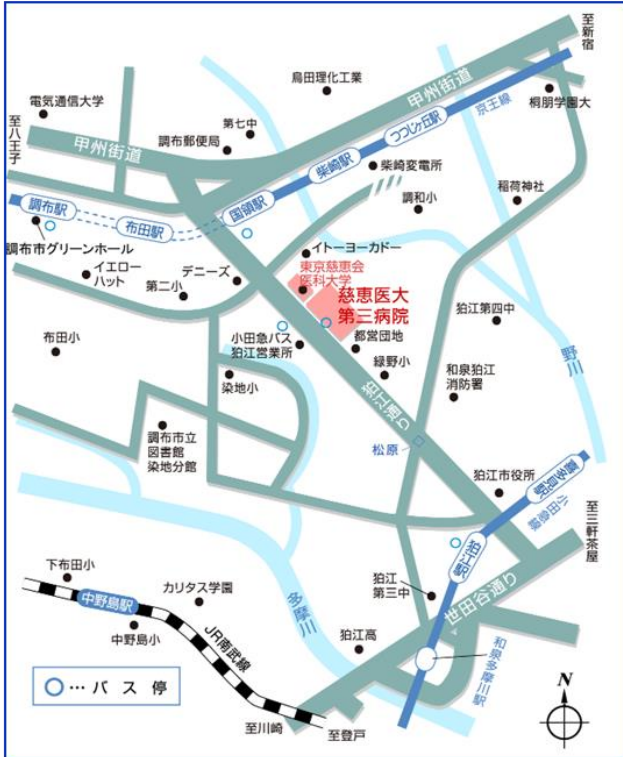 至新宿
烏田理化工業
甲州街道
京王線
桐朋学園大
電気通信大学
至八王子
第七中
調布郵便局
甲州街道
つつじヶ丘駅
柴崎駅
柴崎変電所
国領駅
調和小
稲荷神社
調布駅
布田駅
調布市グリーンホール
イトーヨーカドー
イエロー
ハット
デニーズ
第二小
東京慈恵会
医科大学
慈恵医大
第三病院
狛江第四中
小田急バス
狛江営業所
都営団地
布田小
野川
緑野小
和泉狛江
消防署
染地小
狛江通り
調布市立
図書館
染地分館
松原
狛江市役所
喜多見駅
小田急線
至三軒茶屋
狛江駅
下布田小
中野島駅
カリタス学園
多摩川
狛江
第三中
世田谷通り
中野島小
JR南武線
狛江高
和泉多摩川駅
…バス停
至川崎
至登戸
N